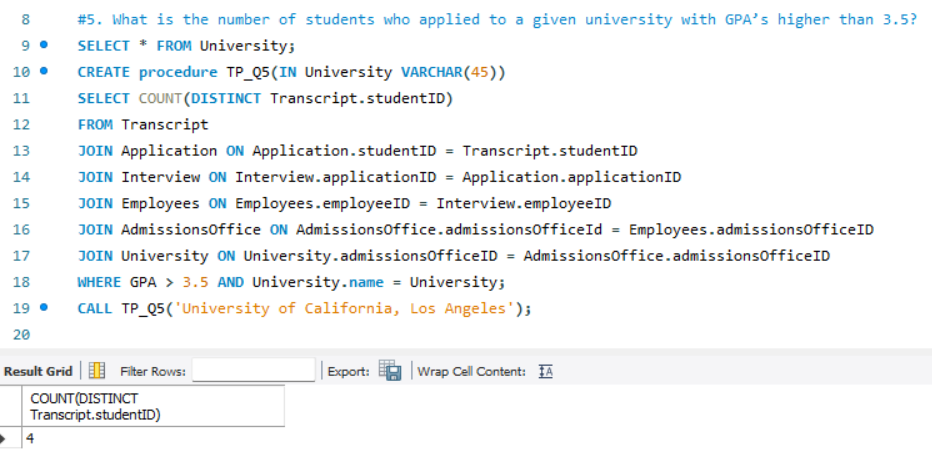 8 #5. What is the number of students who applied to a given university with GPA's higher than 3.5?
9 SELECT * FROM University;
10 CREATE procedure TP_Q5(IN University VARCHAR(45))
11 SELECT COUNT(DISTINCT Transcript.studentID)
12 FROM Transcript
13 JOIN Application ON Application.studentID = Transcript.studentID
14 JOIN Interview ON Interview.applicationID = Application.applicationID
15 JOIN Employees ON Employees.employeeID = Interview.employeeID
16 JOIN AdmissionsOffice ON AdmissionsOffice.admissionsOfficeId = Employees.admissionsOfficeID
17 JOIN University ON University.admissionsOfficeID = AdmissionsOffice.admissionsOfficeID
18 WHERE GPA > 3.5 AND University.name = University;
19 CALL TP_Q5('University of California, Los Angeles');
20
Result Grid Filter Rows: Export: Wrap Cell Content: IA
COUNT(DISTINCT
Transcript.studentID)
4